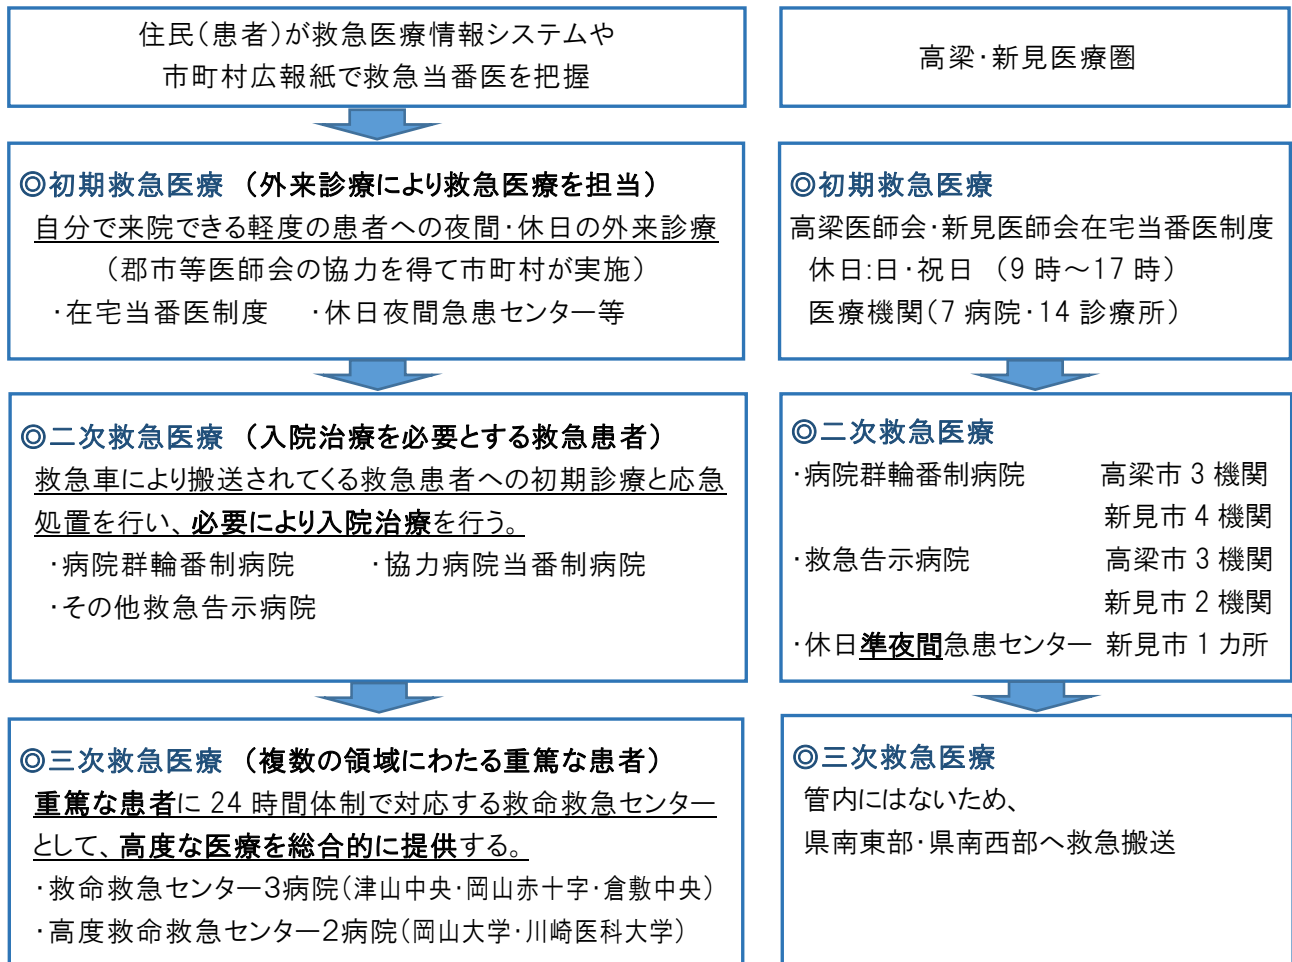 住民(患者)が救急医療情報システムや
市町村広報紙で救急当番医を把握
◎初期救急医療 (外来診療により救急医療を担当)
自分で来院できる軽度の患者への夜間・休日の外来診療
(郡市等医師会の協力を得て市町村が実施)
・在宅当番医制度 ・休日夜間急患センター等
◎二次救急医療 (入院治療を必要とする救急患者)
救急車により搬送されてくる救急患者への初期診療と応急
処置を行い、必要により入院治療を行う。
・病院群輪番制病院 ・協力病院当番制病院
・その他救急告示病院
◎三次救急医療 (複数の領域にわたる重篤な患者)
重篤な患者に 24 時間体制で対応する救命救急センター
として、高度な医療を総合的に提供する。
・救命救急センター3病院(津山中央・岡山赤十字・倉敷中央)
・高度救命救急センター2病院(岡山大学・川崎医科大学)
高梁・新見医療圏
◎初期救急医療
高梁医師会・新見医師会在宅当番医制度
休日:日・祝日 (9 時~17 時)
医療機関(7 病院・14 診療所)
◎二次救急医療
・病院群輪番制病院 高梁市 3 機関
新見市 4 機関
・救急告示病院 高梁市 3 機関
新見市 2 機関
・休日準夜間急患センター 新見市 1 カ所
◎三次救急医療
管内にはないため、
県南東部・県南西部へ救急搬送